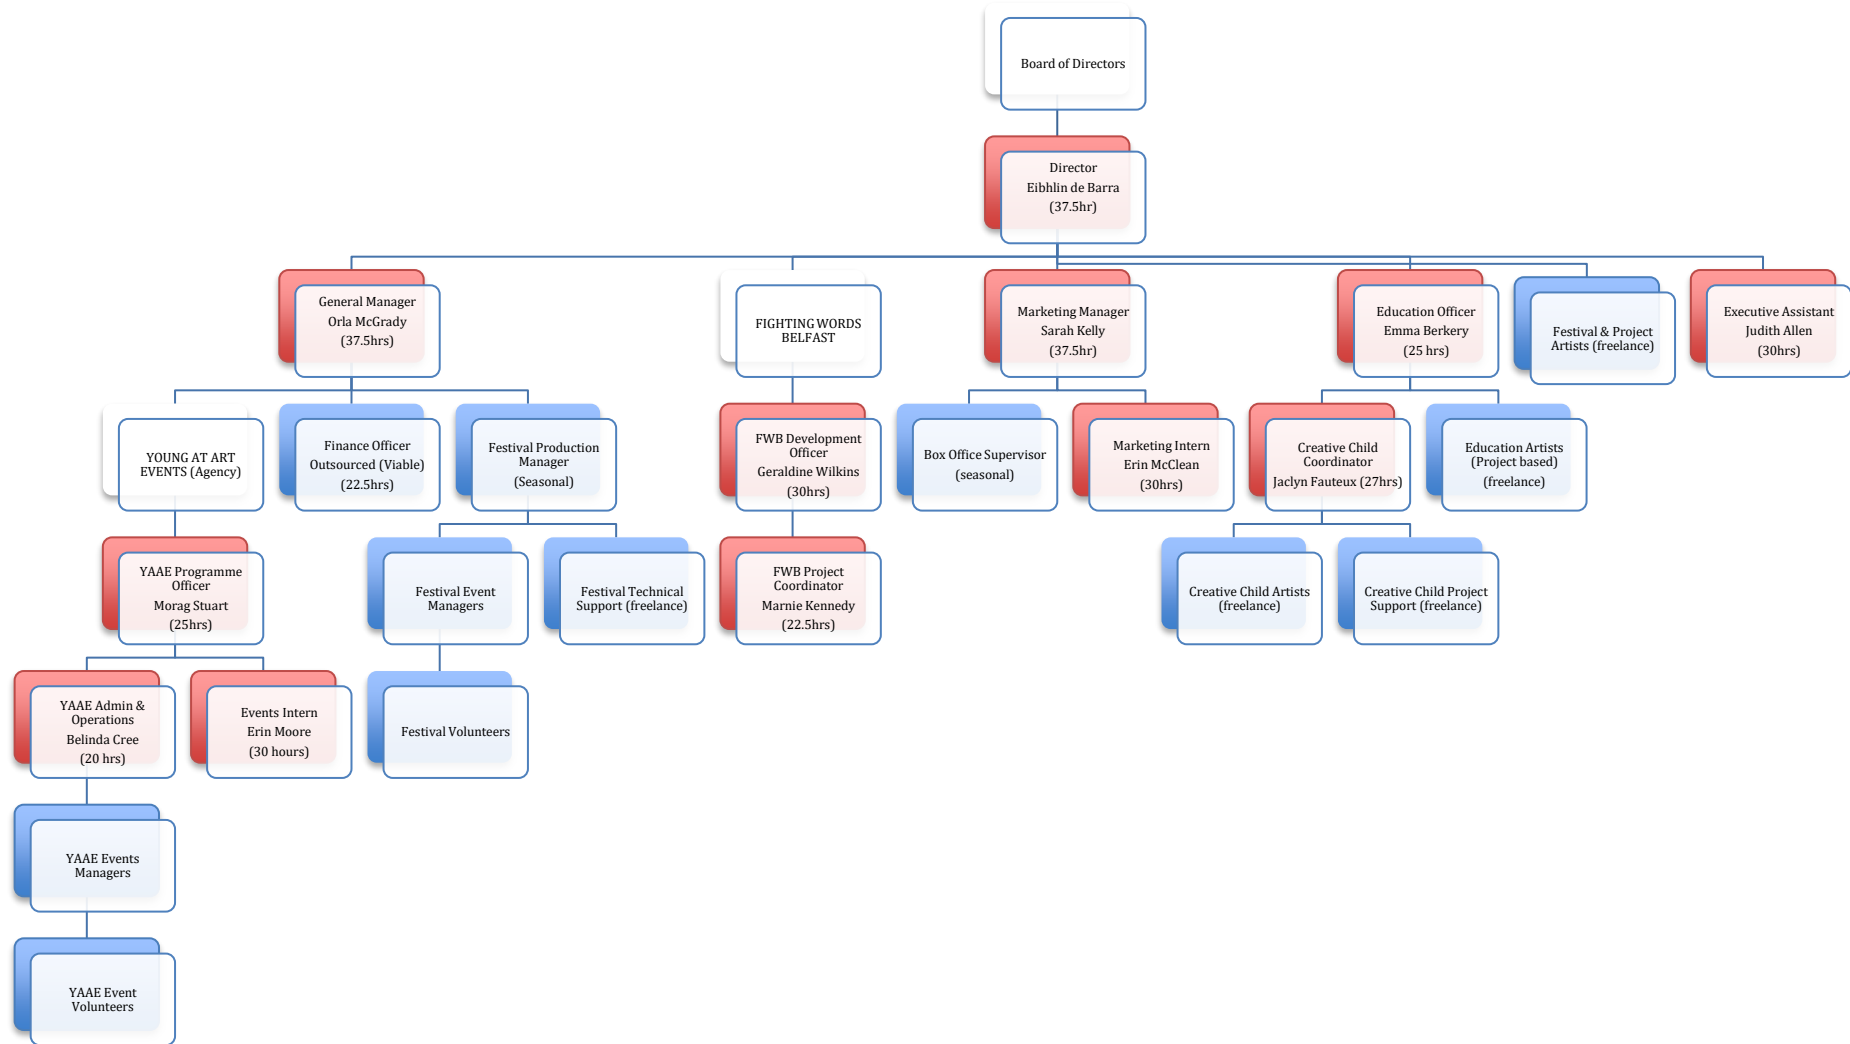 Board of Directors
Director
Eibhlin de Barra
(37.5hr)
General Manager
Orla McGrady
(37.5hrs)
FIGHTING WORDS
BELFAST
Marketing Manager
Sarah Kelly
(37.5hr)
Education Officer
Emma Berkery
(25 hrs)
Festival & Project
Artists (freelance)
Executive Assistant
Judith Allen
(30hrs)
YOUNG AT ART
EVENTS (Agency)
Finance Officer
Outsourced (Viable)
(22.5hrs)
Festival Production
Manager
(Seasonal)
FWB Development
Officer
Geraldine Wilkins
(30hrs)
Box Office Supervisor
(seasonal)
Marketing Intern
Erin McClean
(30hrs)
Creative Child
Coordinator
Jaclyn Fauteux (27hrs)
Education Artists
(Project based)
(freelance)
YAAE Programme
Officer
Morag Stuart
(25hrs)
Festival Event
Managers
Festival Technical
Support (freelance)
FWB Project
Coordinator
Marnie Kennedy
(22.5hrs)
Creative Child Artists
(freelance)
Creative Child Project
Support (freelance)
YAAE Admin &
Operations
Belinda Cree
(20 hrs)
Events Intern
Erin Moore
(30 hours)
Festival Volunteers
YAAE Events
Managers
YAAE Event
Volunteers